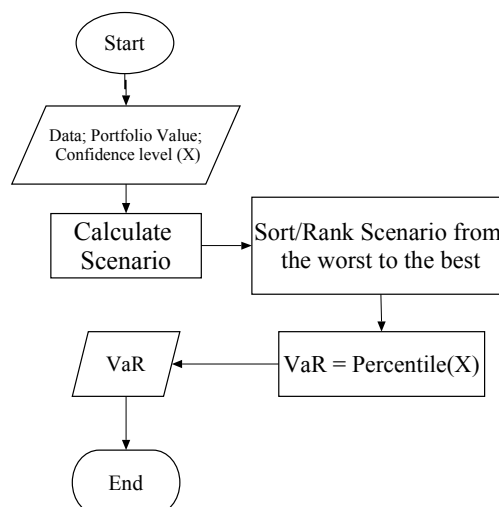 Start
Data; Portfolio Value;
Confidence level (X)
Calculate
Scenario
Sort/Rank Scenario from
the worst to the best
VaR = Percentile(X)
VaR
End